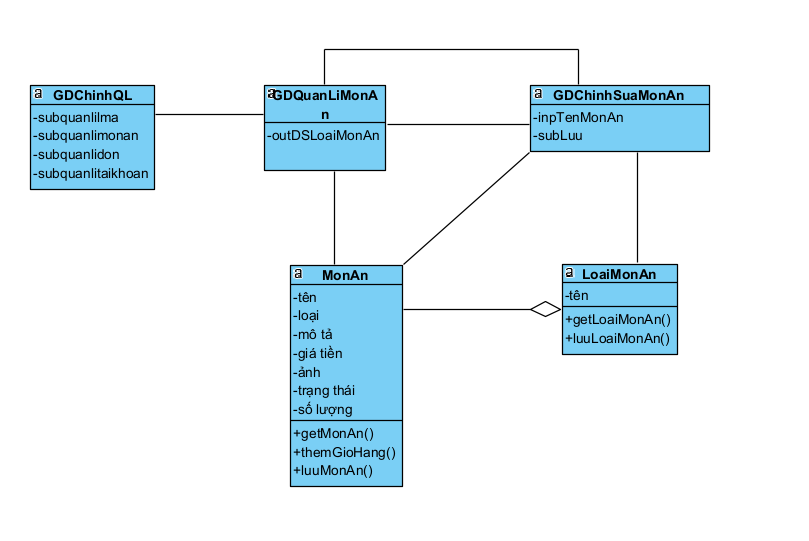 a GDChinhQL
-subquanlilma
-subquanlimonan
-subquanlidon
-subquanlitaikhoan
a GDQuanLiMonA
n
-outDSLoaiMonAn
a GDChinhSuaMonAn
-inpTenMonAn
-subLuu
a MonAn
-tên
-loại
-mô tả
-giá tiền
-ảnh
-trạng thái
-số lượng
+getMonAn()
+themGioHang()
+luuMonAn()
a LoaiMonAn
-tên
+getLoaiMonAn()
+luuLoaiMonAn()